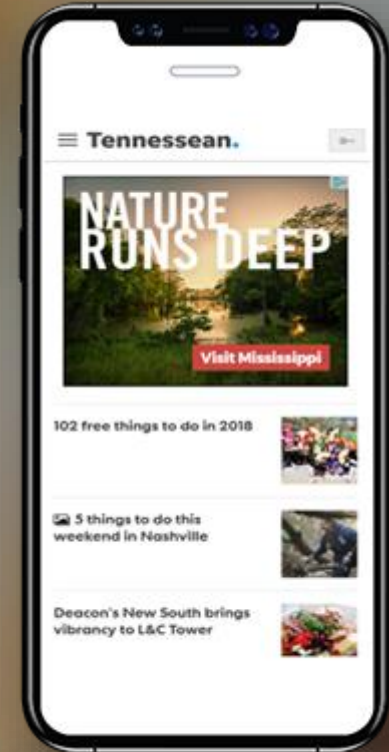 Tennessean.
NATURE
RUNS DEEP
Visit Mississippi
102 free things to do in 2018
5 things to do this
weekend in Nashville
Deacon's New South brings
vibrancy to L&C Tower